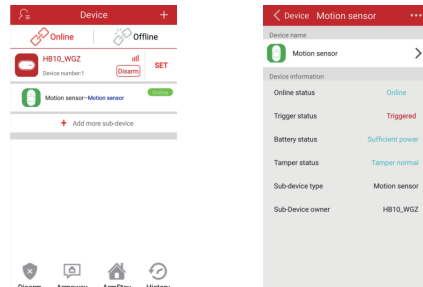 Device
Online
Offline
HB10_WGZ
Device number:1
Disarm
SET
Motion sensor--Motion sensor
Online
+ Add more sub-device
Disarm
Armaway
ArmStay
History
Device Motion sensor
Device name
Motion sensor
Device information
Online status Online
Trigger status Triggered
Battery status Sufficient power
Tamper status Tamper normal
Sub-device type Motion sensor
Sub-Device owner HB10_WGZ